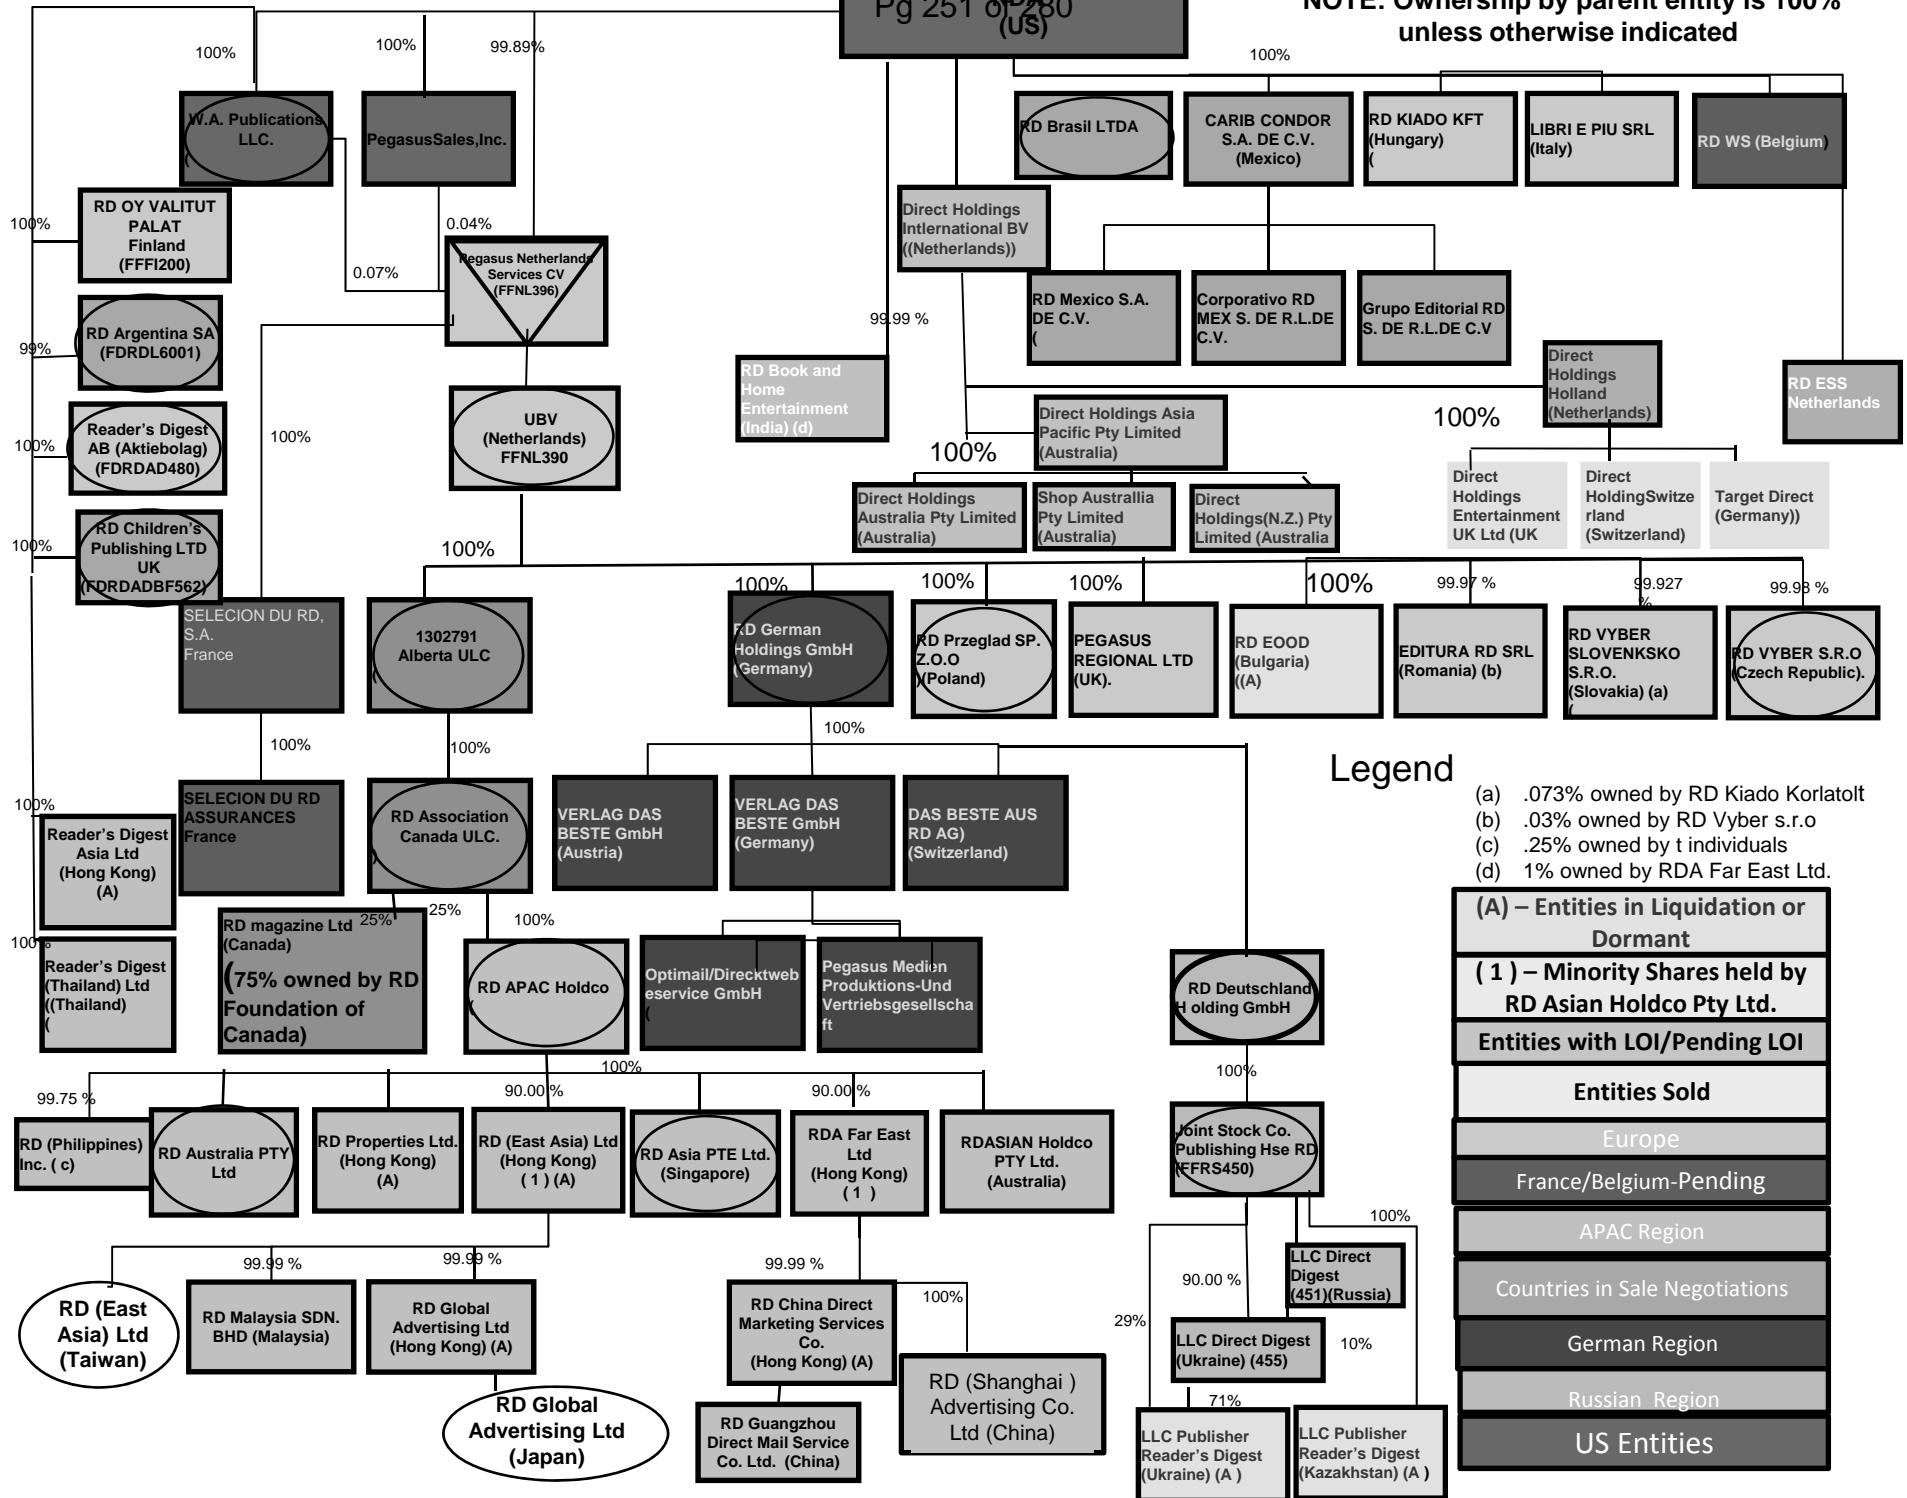 Pg 251 of 280
RDA
(US)
NOTE: Ownership by parent entity is 100%
unless otherwise indicated
100%
100%
99.89%
100%
W.A. Publications
LLC.
(
PegasusSales,Inc.
RD Brasil LTDA
CARIB CONDOR
S.A. DE C.V.
(Mexico)
RD KIADO KFT
(Hungary)
(
LIBRI E PIU SRL
(Italy)
RD WS (Belgium)
100%
RD OY VALITUT
PALAT
Finland
(FFFI200)
0.04%
0.07%
Pegasus Netherlands
Services CV
(FFNL396)
Direct Holdings
Intlernational BV
((Netherlands))
RD Mexico S.A.
DE C.V.
(
Corporativo RD
MEX S. DE R.L.DE
C.V.
Grupo Editorial RD
S. DE R.L.DE C.V
99%
RD Argentina SA
(FDRDL6001)
99.99 %
RD Book and
Home
Entertainment
(India) (d)
Direct
Holdings
Holland
(Netherlands)
RD ESS
Netherlands
100%
Reader's Digest
AB (Aktiebolag)
(FDRDAD480)
100%
UBV
(Netherlands)
FFNL390
Direct Holdings Asia
Pacific Pty Limited
(Australia)
100%
100%
Direct Holdings
Australia Pty Limited
(Australia)
Shop Australlia
Pty Limited
(Australia)
Direct
Holdings(N.Z.) Pty
Limited (Australia
Direct
Holdings
Entertainment
UK Ltd (UK
Direct
HoldingSwitze
rland
(Switzerland)
Target Direct
(Germany))
100%
RD Children's
Publishing LTD
UK
(FDRDADBF562)
100%
100%
100%
100%
100%
99.97 %
99.927
%
99.98 %
SELECION DU RD,
S.A.
France
1302791
Alberta ULC
(
RD German
Holdings GmbH
(Germany)
RD Przeglad SP.
Z.O.O
)(Poland)
PEGASUS
REGIONAL LTD
(UK).
RD EOOD
(Bulgaria)
((A)
EDITURA RD SRL
(Romania) (b)
RD VYBER
SLOVENKSKO
S.R.O.
(Slovakia) (a)
(
RD VYBER S.R.O
(Czech Republic).
100%
100%
100%
Legend
(a) .073% owned by RD Kiado Korlatolt
(b) .03% owned by RD Vyber s.r.o
(c) .25% owned by t individuals
(d) 1% owned by RDA Far East Ltd.
100%
Reader's Digest
Asia Ltd
(Hong Kong)
(A)
SELECION DU RD
ASSURANCES
France
RD Association
Canada ULC.
)
VERLAG DAS
BESTE GmbH
(Austria)
VERLAG DAS
BESTE GmbH
(Germany)
DAS BESTE AUS
RD AG)
(Switzerland)
100%
Reader's Digest
(Thailand) Ltd
((Thailand)
(
25%
25%
RD magazine Ltd
(Canada)
(75% owned by RD
Foundation of
Canada)
100%
RD APAC Holdco
(
Optimail/Direcktweb
eservice GmbH
(
Pegasus Medien
Produktions-Und
Vertriebsgesellscha
ft
RD Deutschland
H olding GmbH
(A) – Entities in Liquidation or
Dormant
( 1 ) – Minority Shares held by
RD Asian Holdco Pty Ltd.
Entities with LOI/Pending LOI
Entities Sold
Europe
France/Belgium-Pending
APAC Region
Countries in Sale Negotiations
German Region
Russian Region
US Entities
100%
99.75 %
90.00 %
90.00 %
100%
RD (Philippines)
Inc. ( c)
RD Australia PTY
Ltd
RD Properties Ltd.
(Hong Kong)
(A)
RD (East Asia) Ltd
(Hong Kong)
( 1 ) (A)
RD Asia PTE Ltd.
(Singapore)
RDA Far East
Ltd
(Hong Kong)
( 1 )
RDASIAN Holdco
PTY Ltd.
(Australia)
Joint Stock Co.
Publishing Hse RD
(FFRS450)
99.99 %
99.99 %
99.99 %
100%
100%
90.00 %
29%
10%
LLC Direct
Digest
(451)(Russia)
RD (East
Asia) Ltd
(Taiwan)
RD Malaysia SDN.
BHD (Malaysia)
RD Global
Advertising Ltd
(Hong Kong) (A)
RD China Direct
Marketing Services
Co.
(Hong Kong) (A)
RD (Shanghai )
Advertising Co.
Ltd (China)
LLC Direct Digest
(Ukraine) (455)
71%
RD Global
Advertising Ltd
(Japan)
RD Guangzhou
Direct Mail Service
Co. Ltd. (China)
LLC Publisher
Reader's Digest
(Ukraine) (A )
LLC Publisher
Reader's Digest
(Kazakhstan) (A )